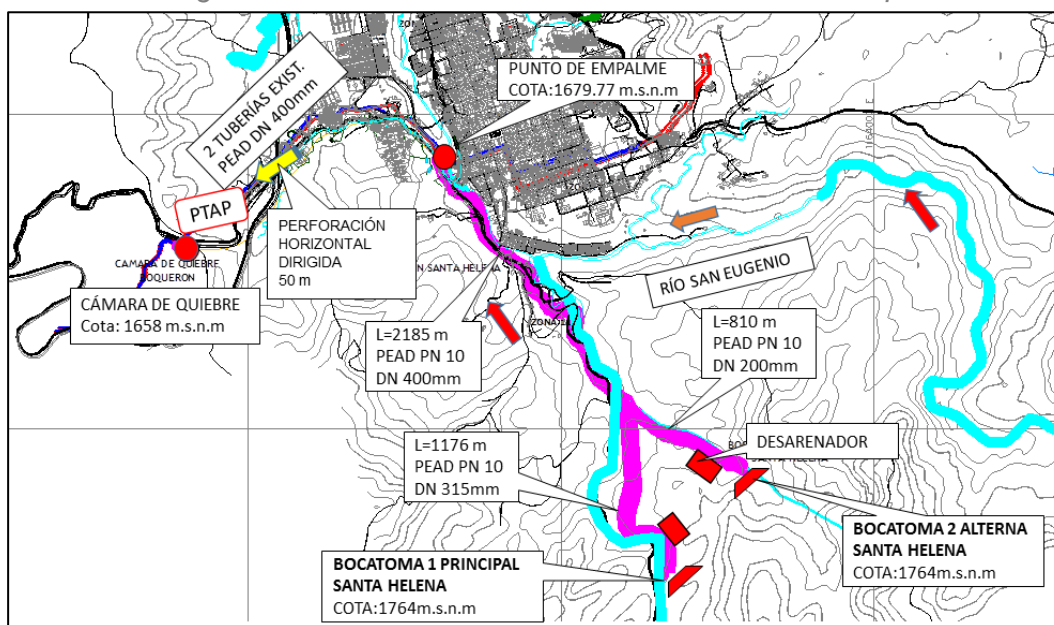 2 TUBERÍAS EXIST.
PEAD DN 400mm
PUNTO DE EMPALME
COTA:1679.77 m.s.n.m
PTAP
PERFORACIÓN
HORIZONTAL
DIRIGIDA
50 m
CAMARA DE QUIEBRE
BOQUERON
CÁMARA DE QUIEBRE
Cota: 1658 m.s.n.m
RÍO SAN EUGENIO
L=2185 m
PEAD PN 10
DN 400mm
L=810 m
PEAD PN 10
DN 200mm
L=1176 m
PEAD PN 10
DN 315mm
DESARENADOR
BOCATOMA 1 PRINCIPAL
SANTA HELENA
COTA:1764m.s.n.m
BOCATOMA 2 ALTERNA
SANTA HELENA
COTA:1764m.s.n.m